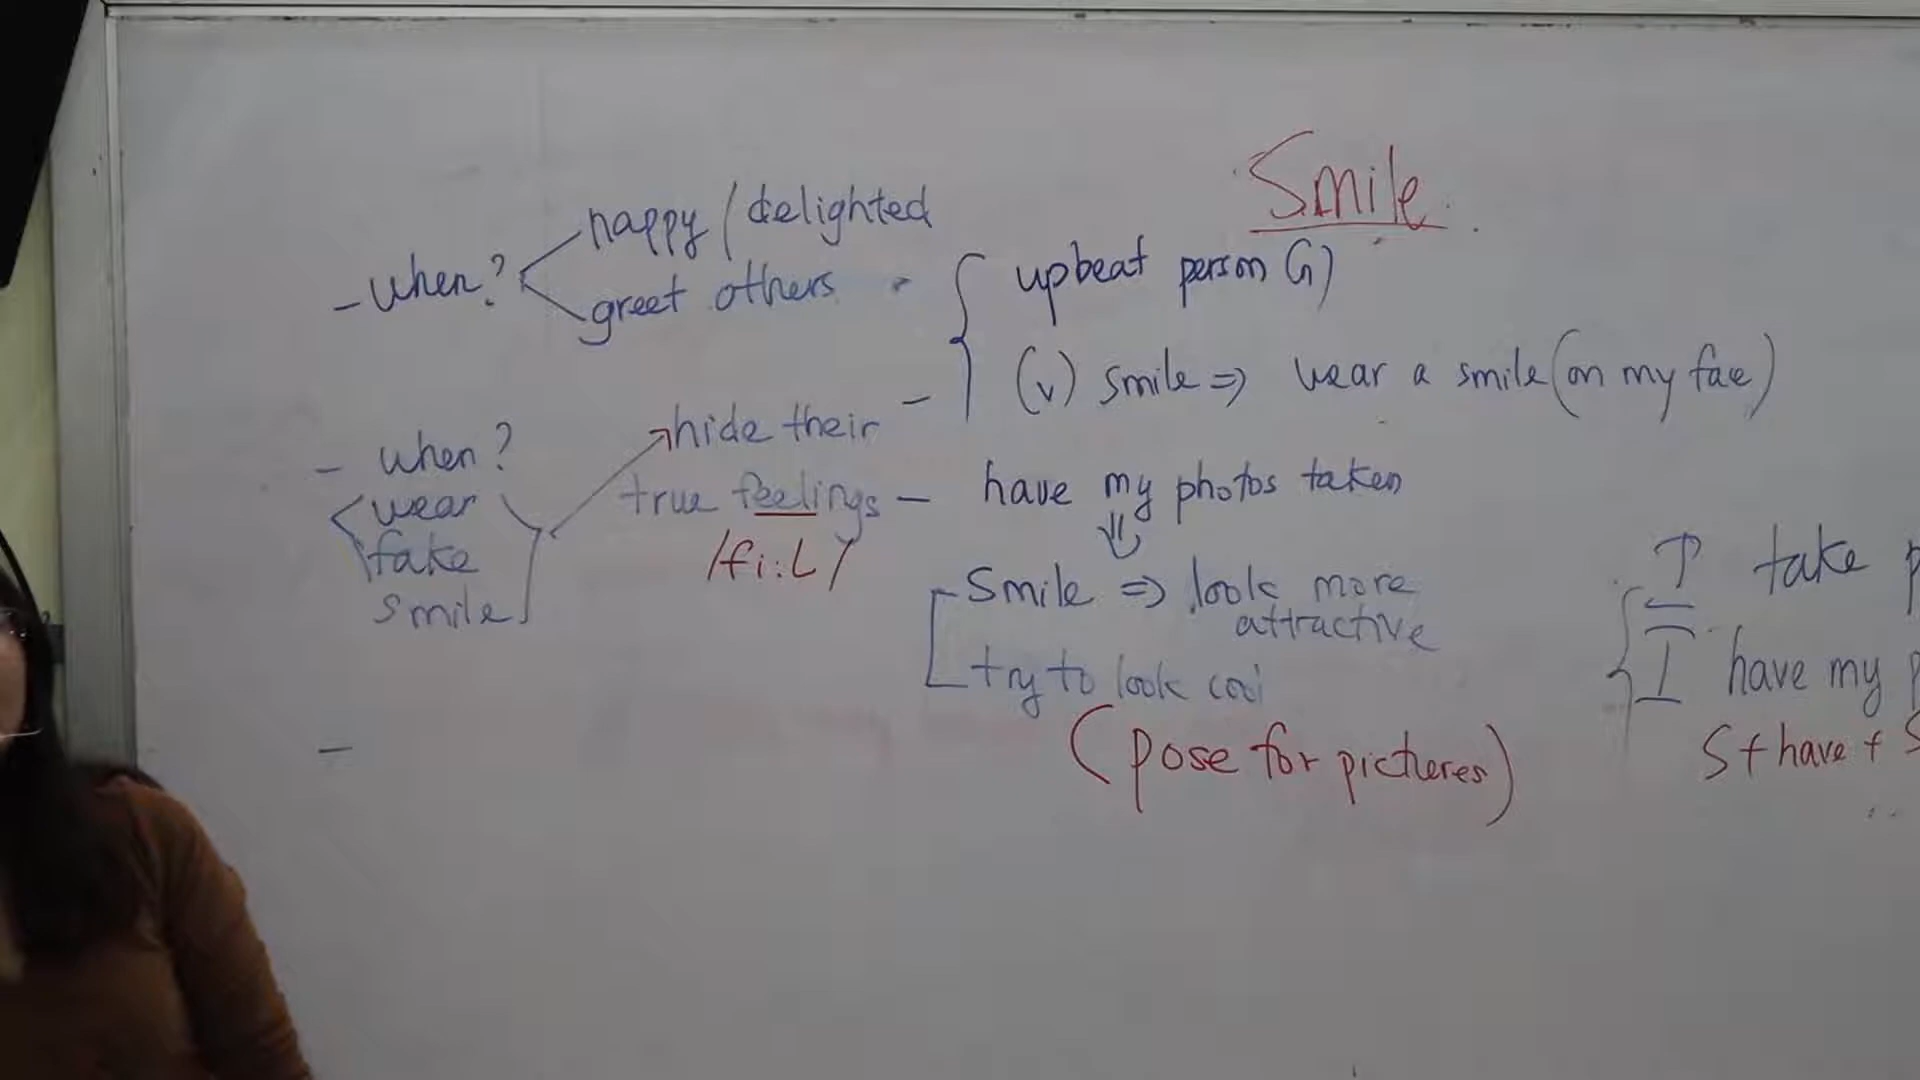 Smile
- when? happy / delighted
greet others
upbeat person
(v) smile => wear a smile (on my face)
- when?
wear
fake
smile
hide their
true feelings
/fi:L/
- have my photos taken
Smile => look more
attractive
try to look cool
(pose for pictures)
I take
I have my
S + have +